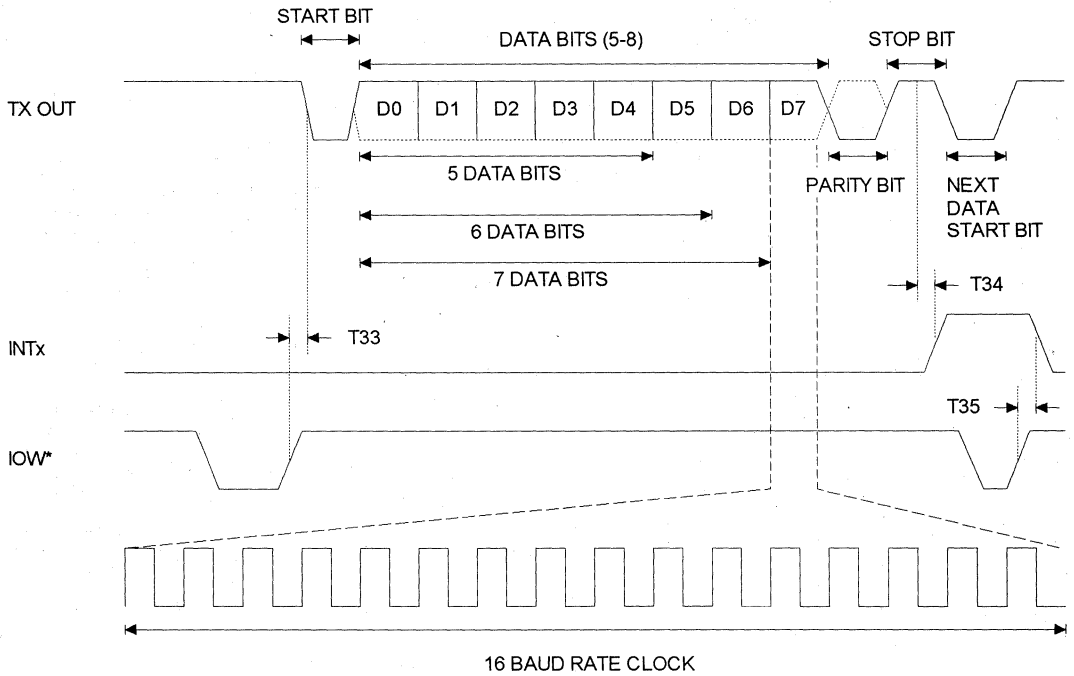 START BIT
DATA BITS (5-8)
STOP BIT
TX OUT
D0 D1 D2 D3 D4 D5 D6 D7
5 DATA BITS
PARITY BIT
NEXT
DATA
START BIT
6 DATA BITS
7 DATA BITS
T34
T33
INTx
T35
IOW*
16 BAUD RATE CLOCK